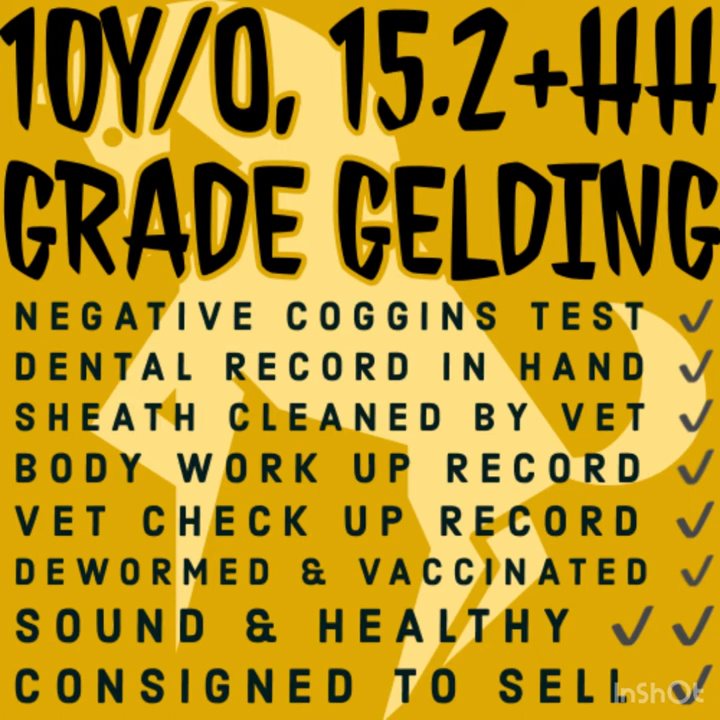 10Y/O, 15.2+HH
GRADE GELDING
NEGATIVE COGGINS TEST ✓
DENTAL RECORD IN HAND ✓
SHEATH CLEANED BY VET ✓
BODY WORK UP RECORD ✓
VET CHECK UP RECORD ✓
DEWORMED & VACCINATED ✓
SOUND & HEALTHY ✓✓
CONSIGNED TO SELL ✓
InShOt